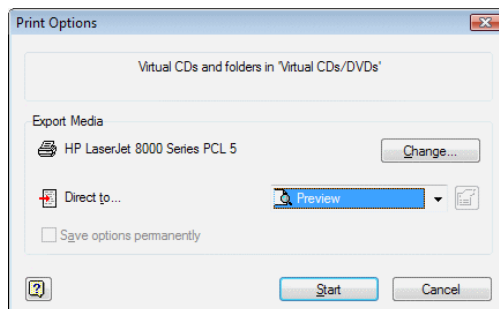 Print Options
Virtual CDs and folders in 'Virtual CDs/DVDs'
Export Media
HP LaserJet 8000 Series PCL 5
Change...
Direct to...
Preview
Save options permanently
Start
Cancel